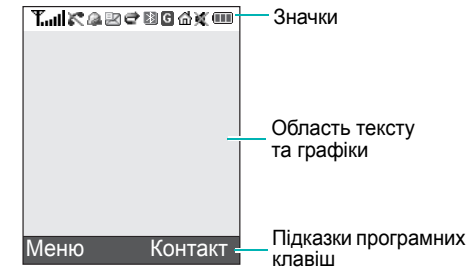 Значки
Область тексту
та графіки
Меню Контакт
Підказки програмних
клавіш